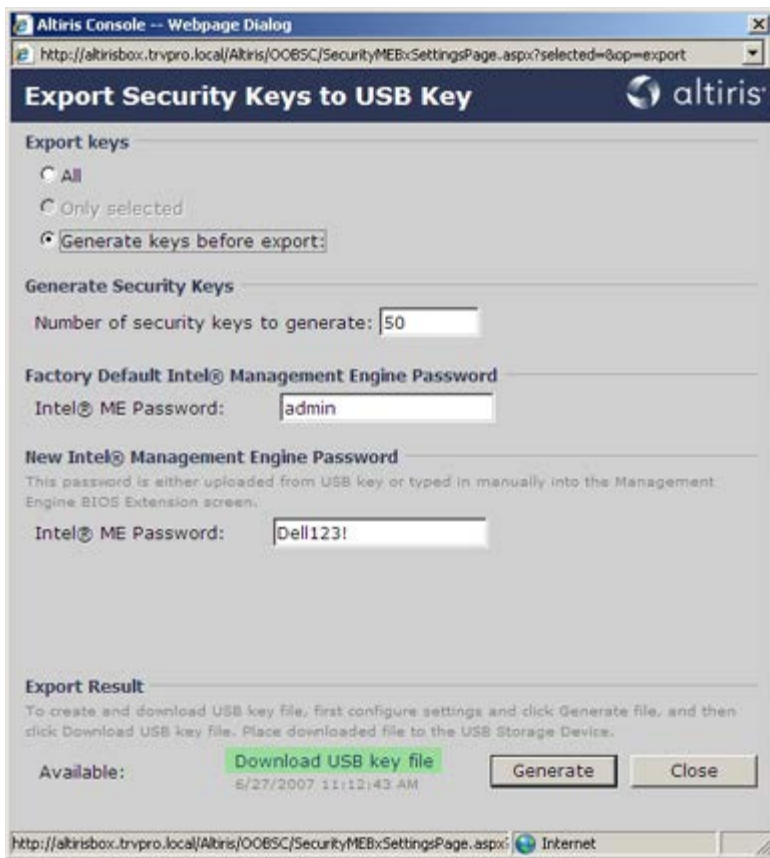 Altiris Console -- Webpage Dialog
http://altirisbox.trvpro.local/Altiris/OOBSC/SecurityMEBxSettingsPage.aspx?selected=&op=export
Export Security Keys to USB Key
altiris
Export keys
All
Only selected
Generate keys before export:
Generate Security Keys
Number of security keys to generate: 50
Factory Default Intel® Management Engine Password
Intel® ME Password: admin
New Intel® Management Engine Password
This password is either uploaded from USB key or typed in manually into the Management
Engine BIOS Extension screen.
Intel® ME Password: Dell123!
Export Result
To create and download USB key file, first configure settings and click Generate file, and then
click Download USB key file. Place downloaded file to the USB Storage Device.
Available: Download USB key file Generate Close
6/27/2007 11:12:43 AM
http://altirisbox.trvpro.local/Altiris/OOBSC/SecurityMEBxSettingsPage.aspx? Internet